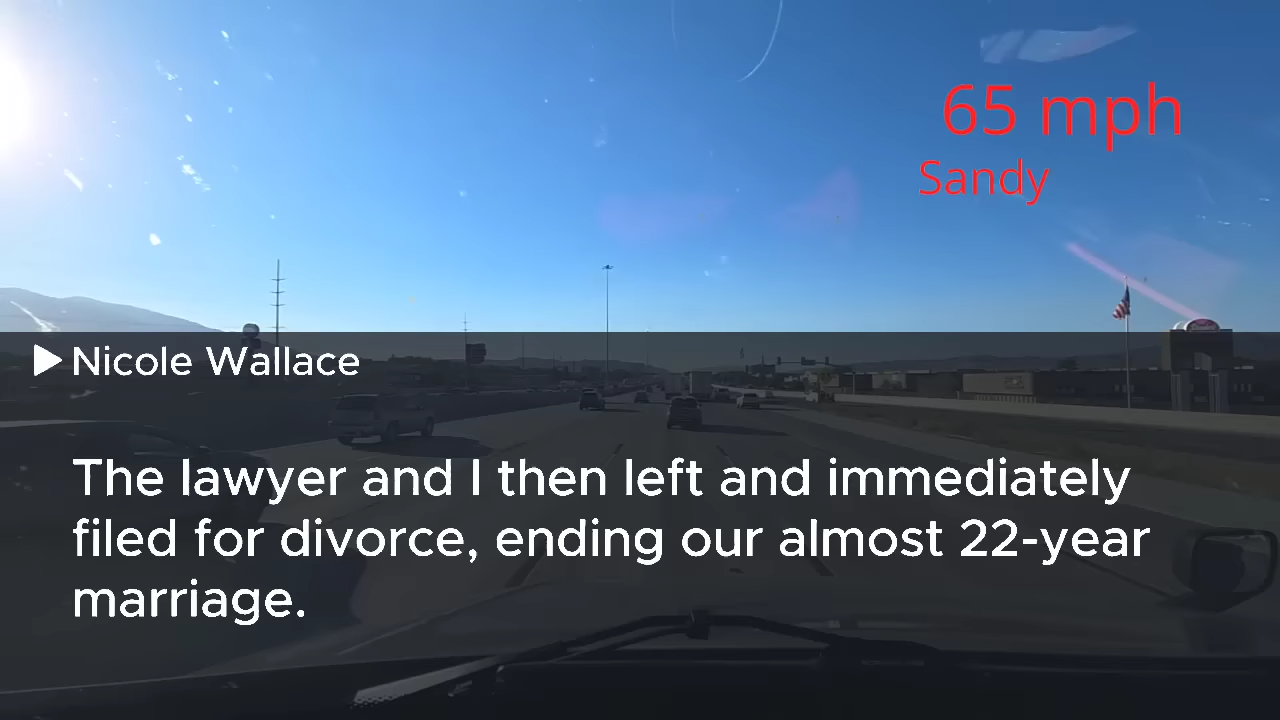 65 mph
Sandy
Nicole Wallace
The lawyer and I then left and immediately
filed for divorce, ending our almost 22-year
marriage.